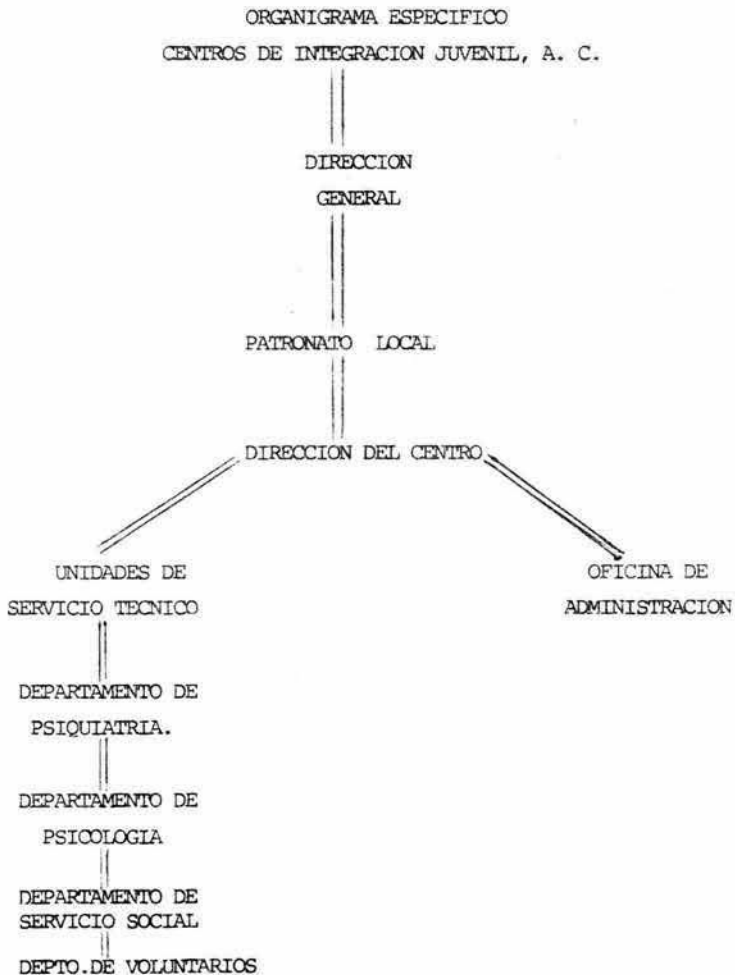 ORGANIGRAMA ESPECIFICO
CENTROS DE INTEGRACION JUVENIL, A. C.
DIRECCION
GENERAL
PATRONATO LOCAL
DIRECCION DEL CENTRO
UNIDADES DE
SERVICIO TECNICO
OFICINA DE
ADMINISTRACION
DEPARTAMENTO DE
PSIQUIATRIA.
DEPARTAMENTO DE
PSICOLOGIA
DEPARTAMENTO DE
SERVICIO SOCIAL
DEPTO.DE VOLUNTARIOS